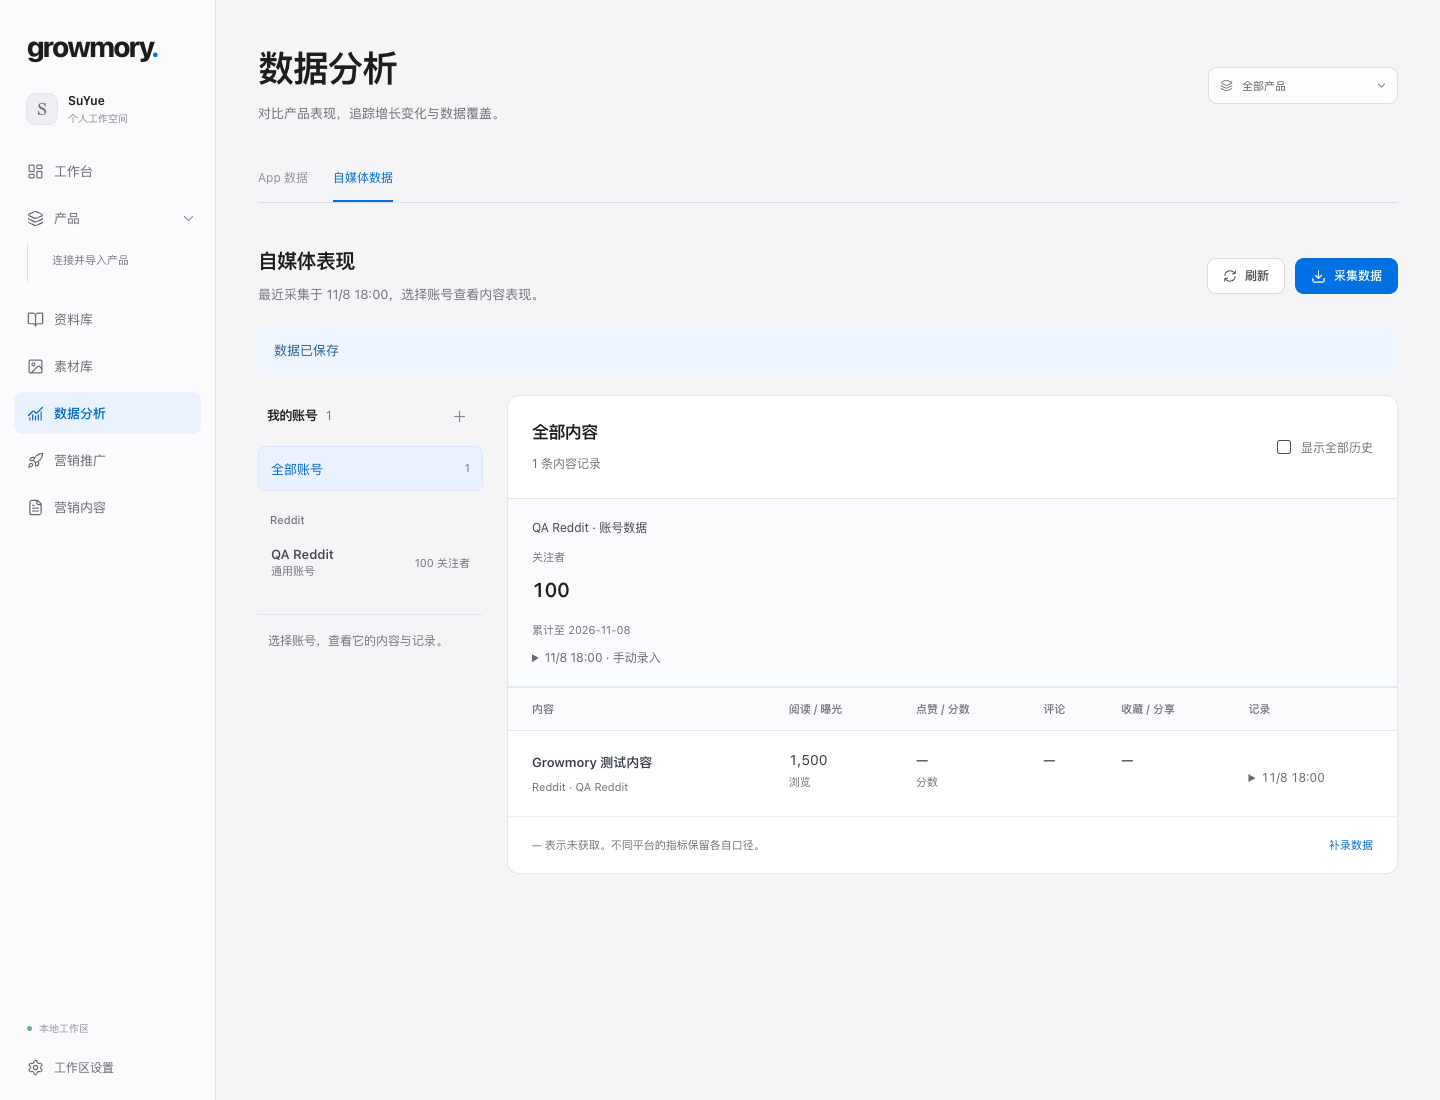 growmory.
S
SuYue
个人工作空间
工作台
产品
连接并导入产品
资料库
素材库
数据分析
营销推广
营销内容
本地工作区
工作区设置
数据分析
对比产品表现，追踪增长变化与数据覆盖。
全部产品
App 数据 自媒体数据
自媒体表现
最近采集于 11/8 18:00，选择账号查看内容表现。
刷新 采集数据
数据已保存
我的账号 1
全部账号 1
Reddit
QA Reddit
通用账号
100 关注者
选择账号，查看它的内容与记录。
全部内容
1 条内容记录
显示全部历史
QA Reddit · 账号数据
关注者
100
累计至 2026-11-08
11/8 18:00 · 手动录入
内容 阅读 / 曝光 点赞 / 分数 评论 收藏 / 分享 记录
Growmory 测试内容 1,500 — — —
Reddit · QA Reddit 浏览 分数 11/8 18:00
— 表示未获取。不同平台的指标保留各自口径。 补录数据